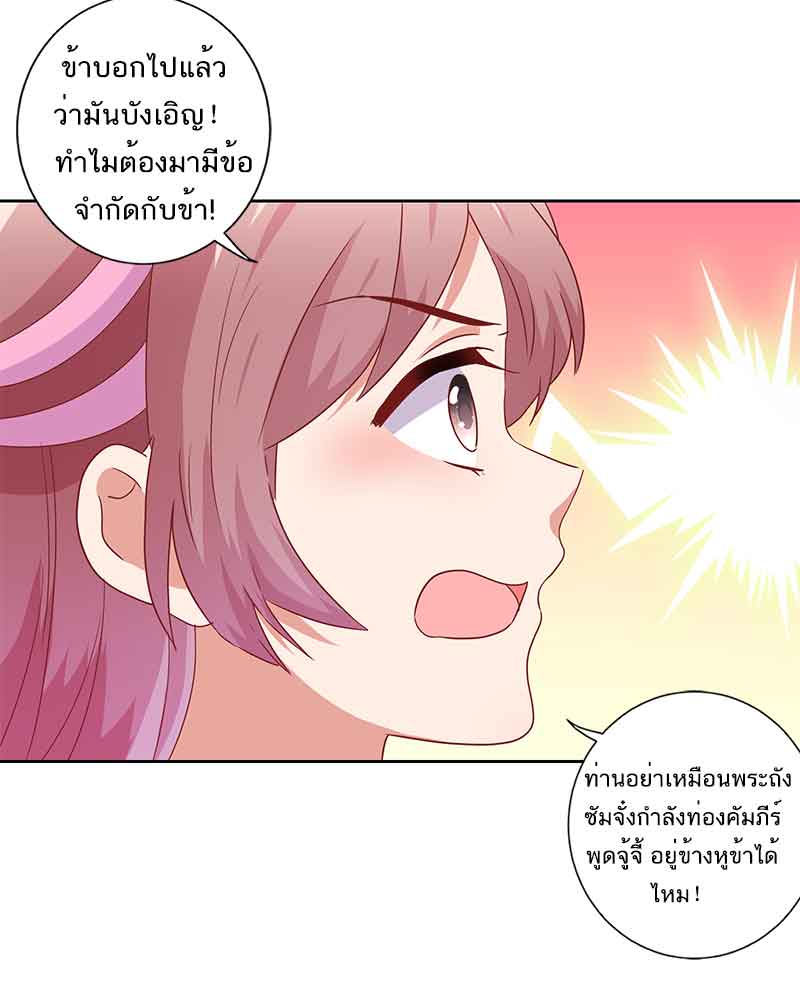 ข้าบอกไปแล้ว
ว่ามันบังเอิญ!
ทำไมต้องมามีข้อ
จำกัดกับข้า!
ท่านอย่าเหมือนพระถัง
ซัมจั๋งกำลังท่องคัมภีร์
พูดจู้จี้ อยู่ข้างหูข้าได้
ไหม!